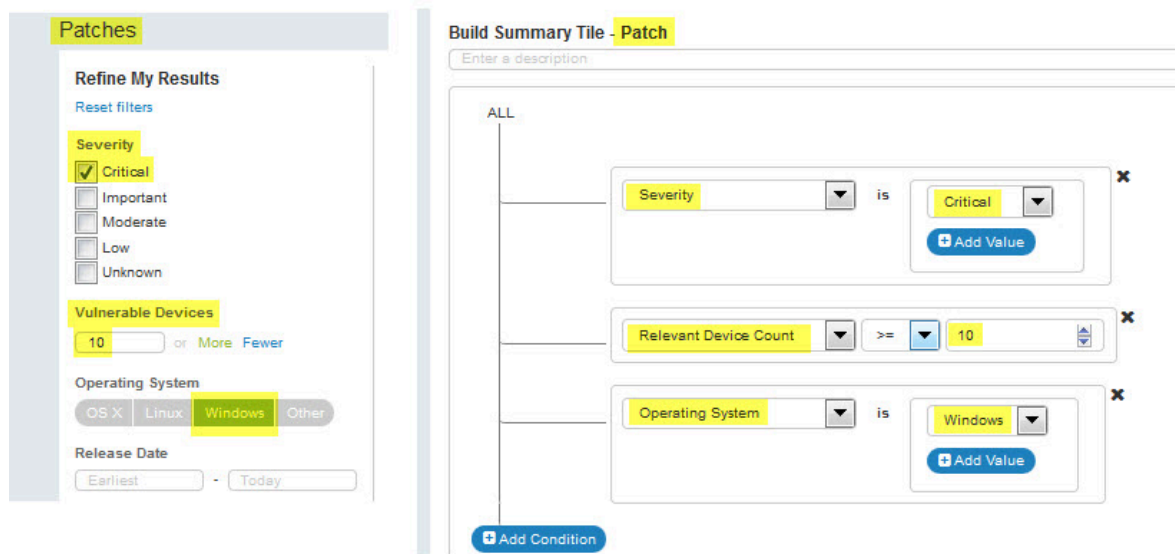 Patches
Refine My Results
Reset filters
Severity
Critical
Important
Moderate
Low
Unknown
Vulnerable Devices
10 or More Fewer
Operating System
OS X Linux Windows Other
Release Date
Earliest - Today
Build Summary Tile - Patch
Enter a description
ALL
Severity is Critical
Add Value
Relevant Device Count >= 10
Operating System is Windows
Add Value
Add Condition